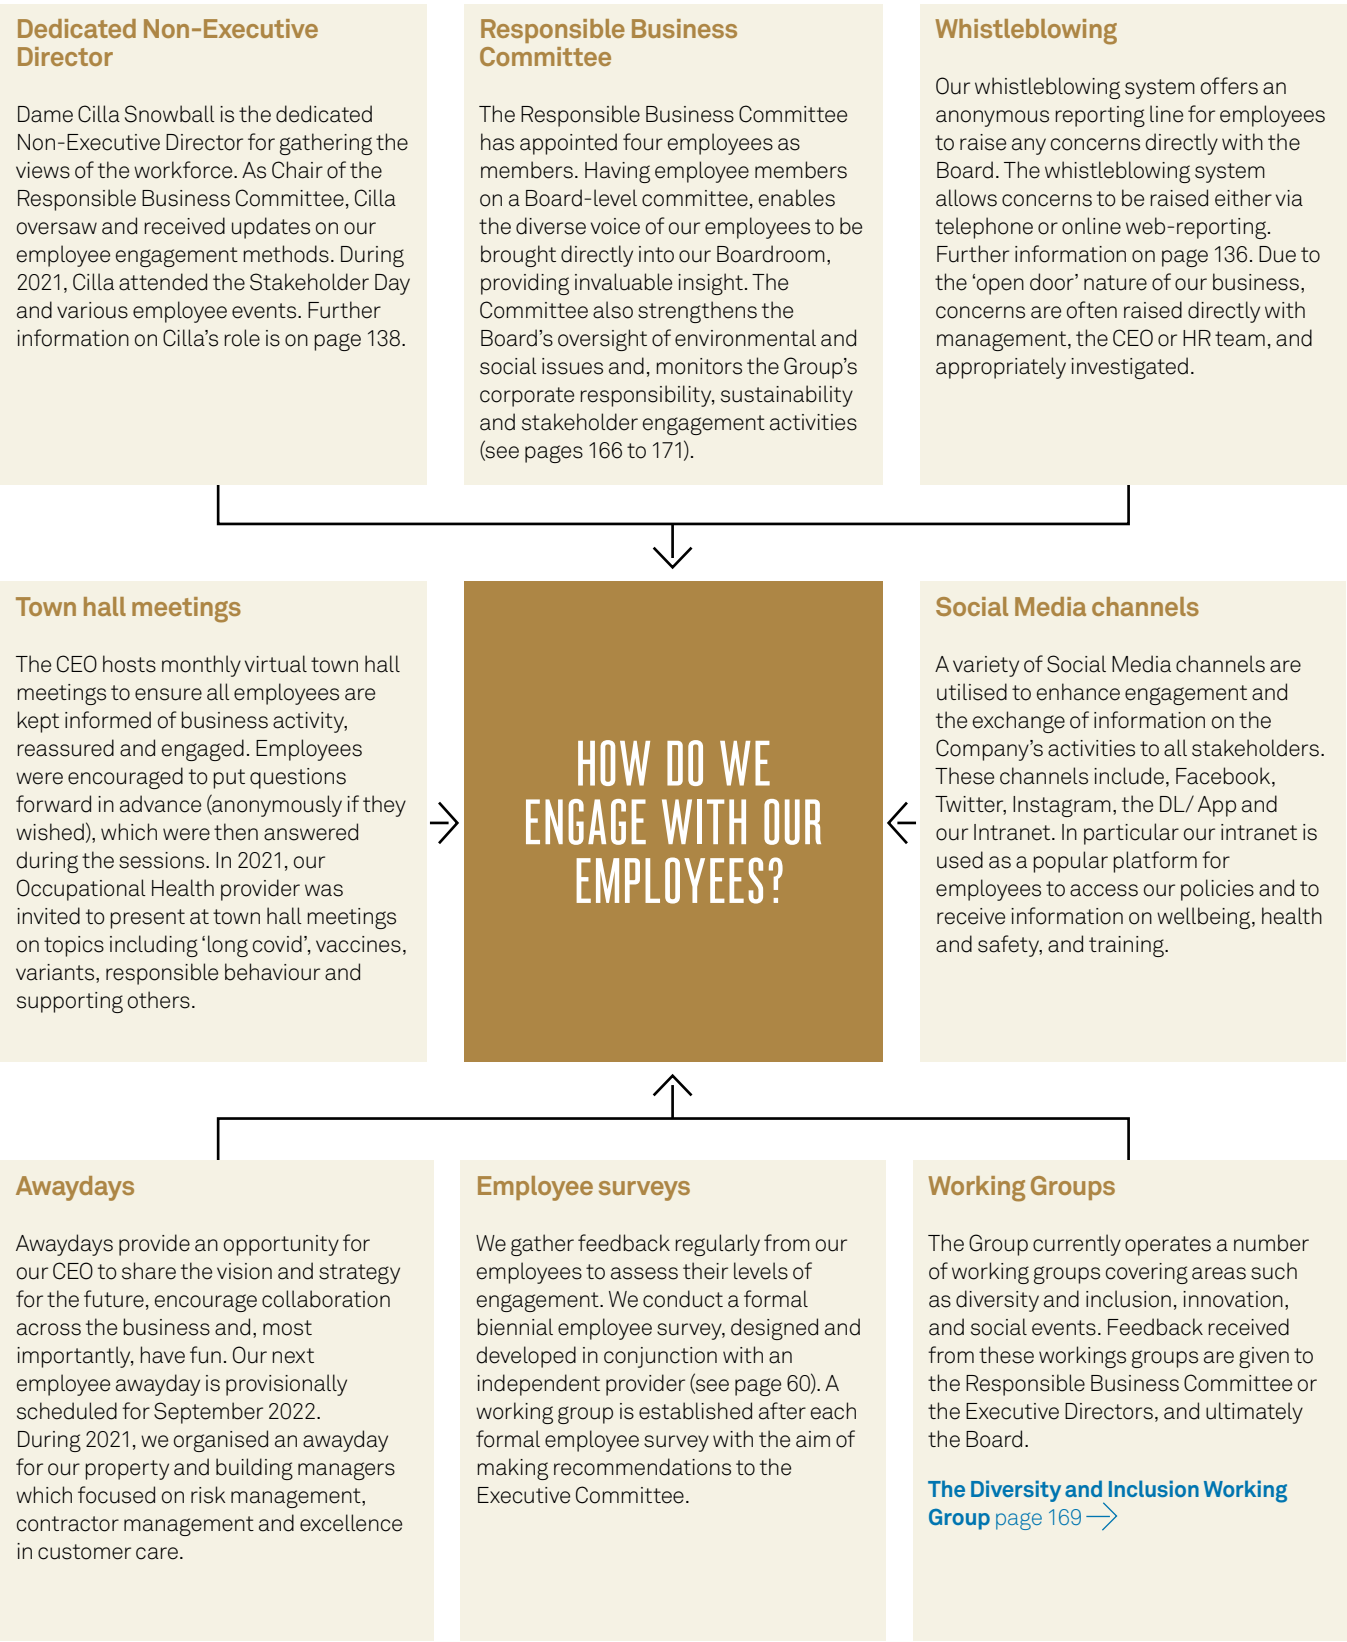 Dedicated Non-Executive
Director
Dame Cilla Snowball is the dedicated
Non-Executive Director for gathering the
views of the workforce. As Chair of the
Responsible Business Committee, Cilla
oversaw and received updates on our
employee engagement methods. During
2021, Cilla attended the Stakeholder Day
and various employee events. Further
information on Cilla's role is on page 138.
Responsible Business
Committee
The Responsible Business Committee
has appointed four employees as
members. Having employee members
on a Board-level committee, enables
the diverse voice of our employees to be
brought directly into our Boardroom,
providing invaluable insight. The
Committee also strengthens the
Board's oversight of environmental and
social issues and, monitors the Group's
corporate responsibility, sustainability
and stakeholder engagement activities
(see pages 166 to 171).
Whistleblowing
Our whistleblowing system offers an
anonymous reporting line for employees
to raise any concerns directly with the
Board. The whistleblowing system
allows concerns to be raised either via
telephone or online web-reporting.
Further information on page 136. Due to
the 'open door' nature of our business,
concerns are often raised directly with
management, the CEO or HR team, and
appropriately investigated.
Town hall meetings
The CEO hosts monthly virtual town hall
meetings to ensure all employees are
kept informed of business activity,
reassured and engaged. Employees
were encouraged to put questions
forward in advance (anonymously if they
wished), which were then answered
during the sessions. In 2021, our
Occupational Health provider was
invited to present at town hall meetings
on topics including 'long covid', vaccines,
variants, responsible behaviour and
supporting others.
HOW DO WE
ENGAGE WITH OUR
EMPLOYEES?
Social Media channels
A variety of Social Media channels are
utilised to enhance engagement and
the exchange of information on the
Company's activities to all stakeholders.
These channels include, Facebook,
Twitter, Instagram, the DL/ App and
our Intranet. In particular our intranet is
used as a popular platform for
employees to access our policies and to
receive information on wellbeing, health
and safety, and training.
Awaydays
Awaydays provide an opportunity for
our CEO to share the vision and strategy
for the future, encourage collaboration
across the business and, most
importantly, have fun. Our next
employee awayday is provisionally
scheduled for September 2022.
During 2021, we organised an awayday
for our property and building managers
which focused on risk management,
contractor management and excellence
in customer care.
Employee surveys
We gather feedback regularly from our
employees to assess their levels of
engagement. We conduct a formal
biennial employee survey, designed and
developed in conjunction with an
independent provider (see page 60). A
working group is established after each
formal employee survey with the aim of
making recommendations to the
Executive Committee.
Working Groups
The Group currently operates a number
of working groups covering areas such
as diversity and inclusion, innovation,
and social events. Feedback received
from these workings groups are given to
the Responsible Business Committee or
the Executive Directors, and ultimately
the Board.
The Diversity and Inclusion Working
Group page 169